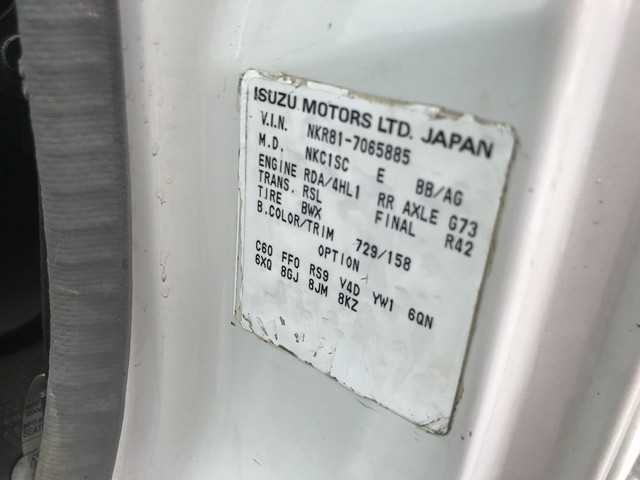 ISUZU MOTORS LTD. JAPAN
V.I.N. NKR81-7065885
M.D. NKC1SC E BB/AG
ENGINE RDA/4HL1 RR AXLE G73
TRANS. RSL FINAL R42
TIRE BWX
B.COLOR/TRIM 729/158
OPTION
C60 FF0 RS9 V4D YW1 6QN
6XQ 8GJ 8JM 8KZ